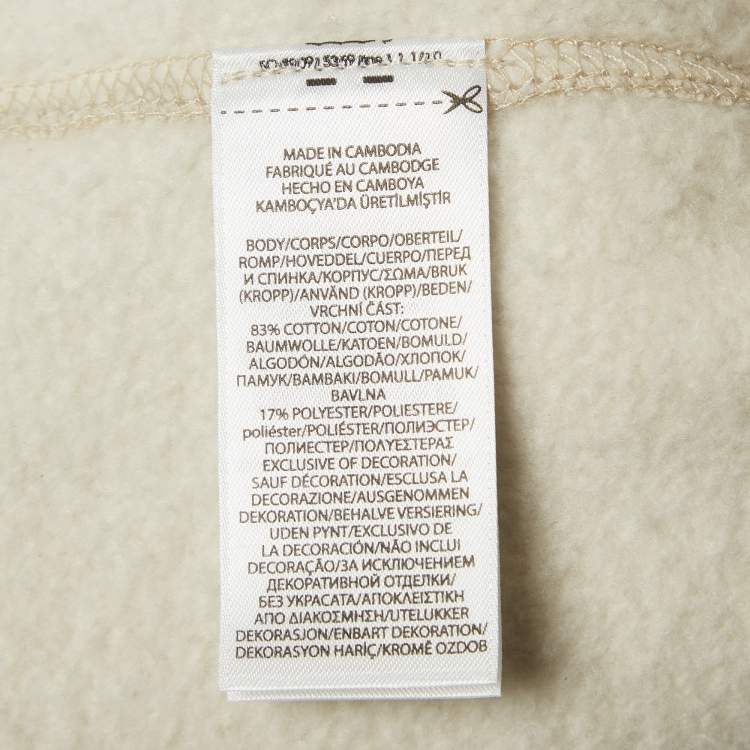 MADE IN CAMBODIA
FABRIQUÉ AU CAMBODGE
HECHO EN CAMBOYA
KAMBOÇYA'DA ÜRETİLMİŞTİR
BODY/CORPS/CORPO/OBERTEIL/
ROMP/HOVEDDEL/CUERPO/ПЕРЕД
И СПИНКА/КОРПУС/ΣΩΜΑ/BRUK
(KROPP)/ANVÄND (KROPP)/BEDEN/
VRCHNÍ ČÁST:
83% COTTON/COTON/COTONE/
BAUMWOLLE/KATOEN/BOMULD/
ALGODÓN/ALGODÃO/ХЛОПОК/
ПАМУК/ΒΑΜΒΑΚΙ/BOMULL/PAMUK/
BAVLNA
17% POLYESTER/POLIESTERE/
poliéster/POLIÉSTER/ПОЛИЭСТЕР/
ПОЛИЕСТЕР/ΠΟΛΥΕΣΤΕΡΑΣ
EXCLUSIVE OF DECORATION/
SAUF DÉCORATION/ESCLUSA LA
DECORAZIONE/AUSGENOMMEN
DEKORATION/BEHALVE VERSIERING/
UDEN PYNT/EXCLUSIVO DE
LA DECORACIÓN/NÃO INCLUI
DECORAÇÃO/ЗА ИСКЛЮЧЕНИЕМ
ДЕКОРАТИВНОЙ ОТДЕЛКИ/
БЕЗ УКРАСАТА/ΑΠΟΚΛΕΙΣΤΙΚΗ
ΑΠΟ ΔΙΑΚΟΣΜΗΣΗ/UTELUKKER
DEKORASJON/ENBART DEKORATION/
DEKORASYON HARİÇ/KROMĚ OZDOB